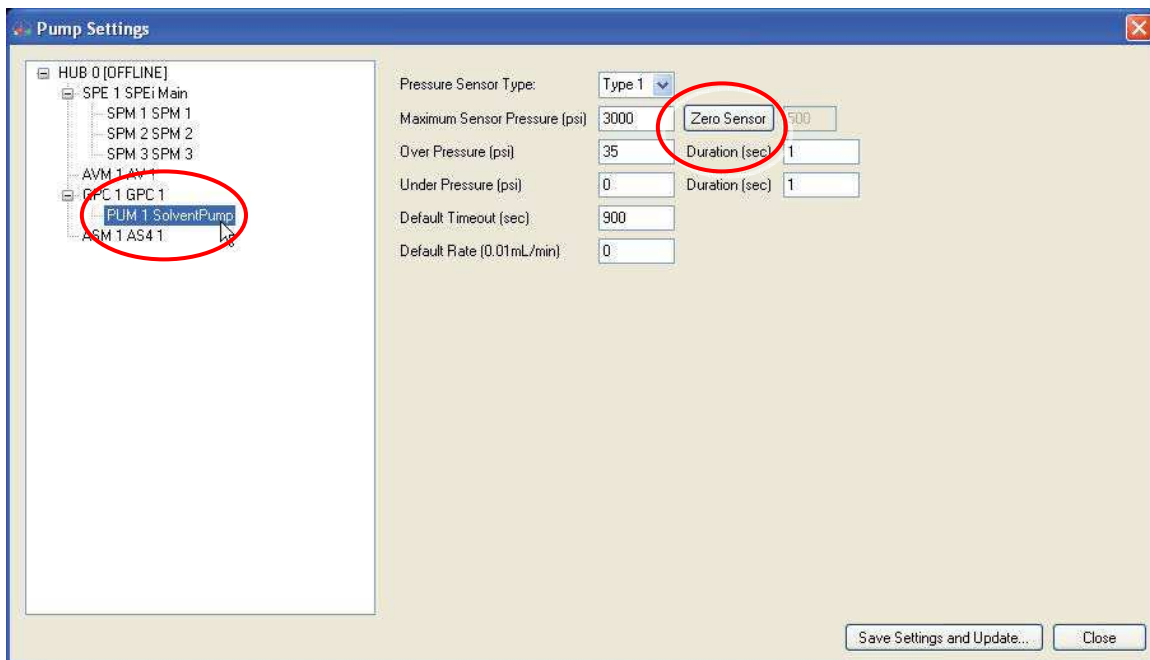 Pump Settings
HUB 0 [OFFLINE]
SPE 1 SPEi Main
SPM 1 SPM 1
SPM 2 SPM 2
SPM 3 SPM 3
AVM 1 AV 1
GPC 1 GPC 1
PUM 1 SolventPump
ASM 1 AS4 1
Pressure Sensor Type: Type 1
Maximum Sensor Pressure (psi) 3000 Zero Sensor 500
Over Pressure (psi) 35 Duration (sec) 1
Under Pressure (psi) 0 Duration (sec) 1
Default Timeout (sec) 900
Default Rate (0.01mL/min) 0
Save Settings and Update... Close